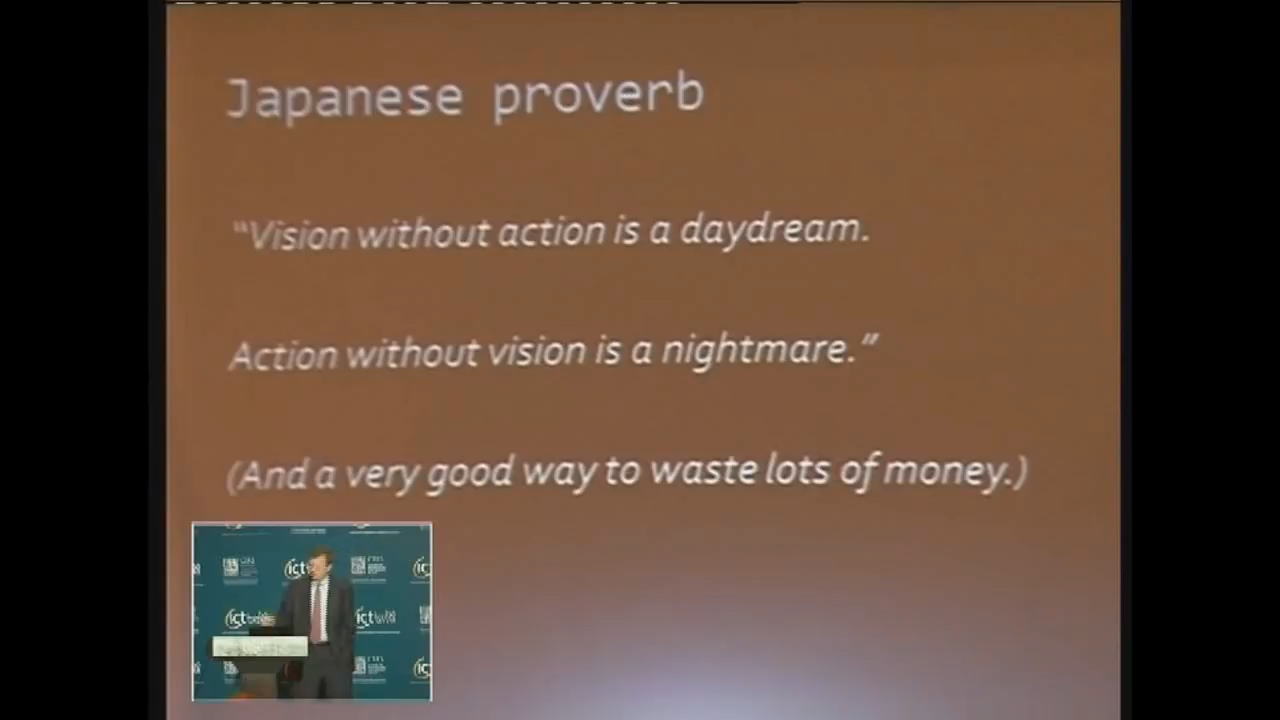 Japanese proverb
“Vision without action is a daydream.
Action without vision is a nightmare.”
(And a very good way to waste lots of money.)
ict
ict